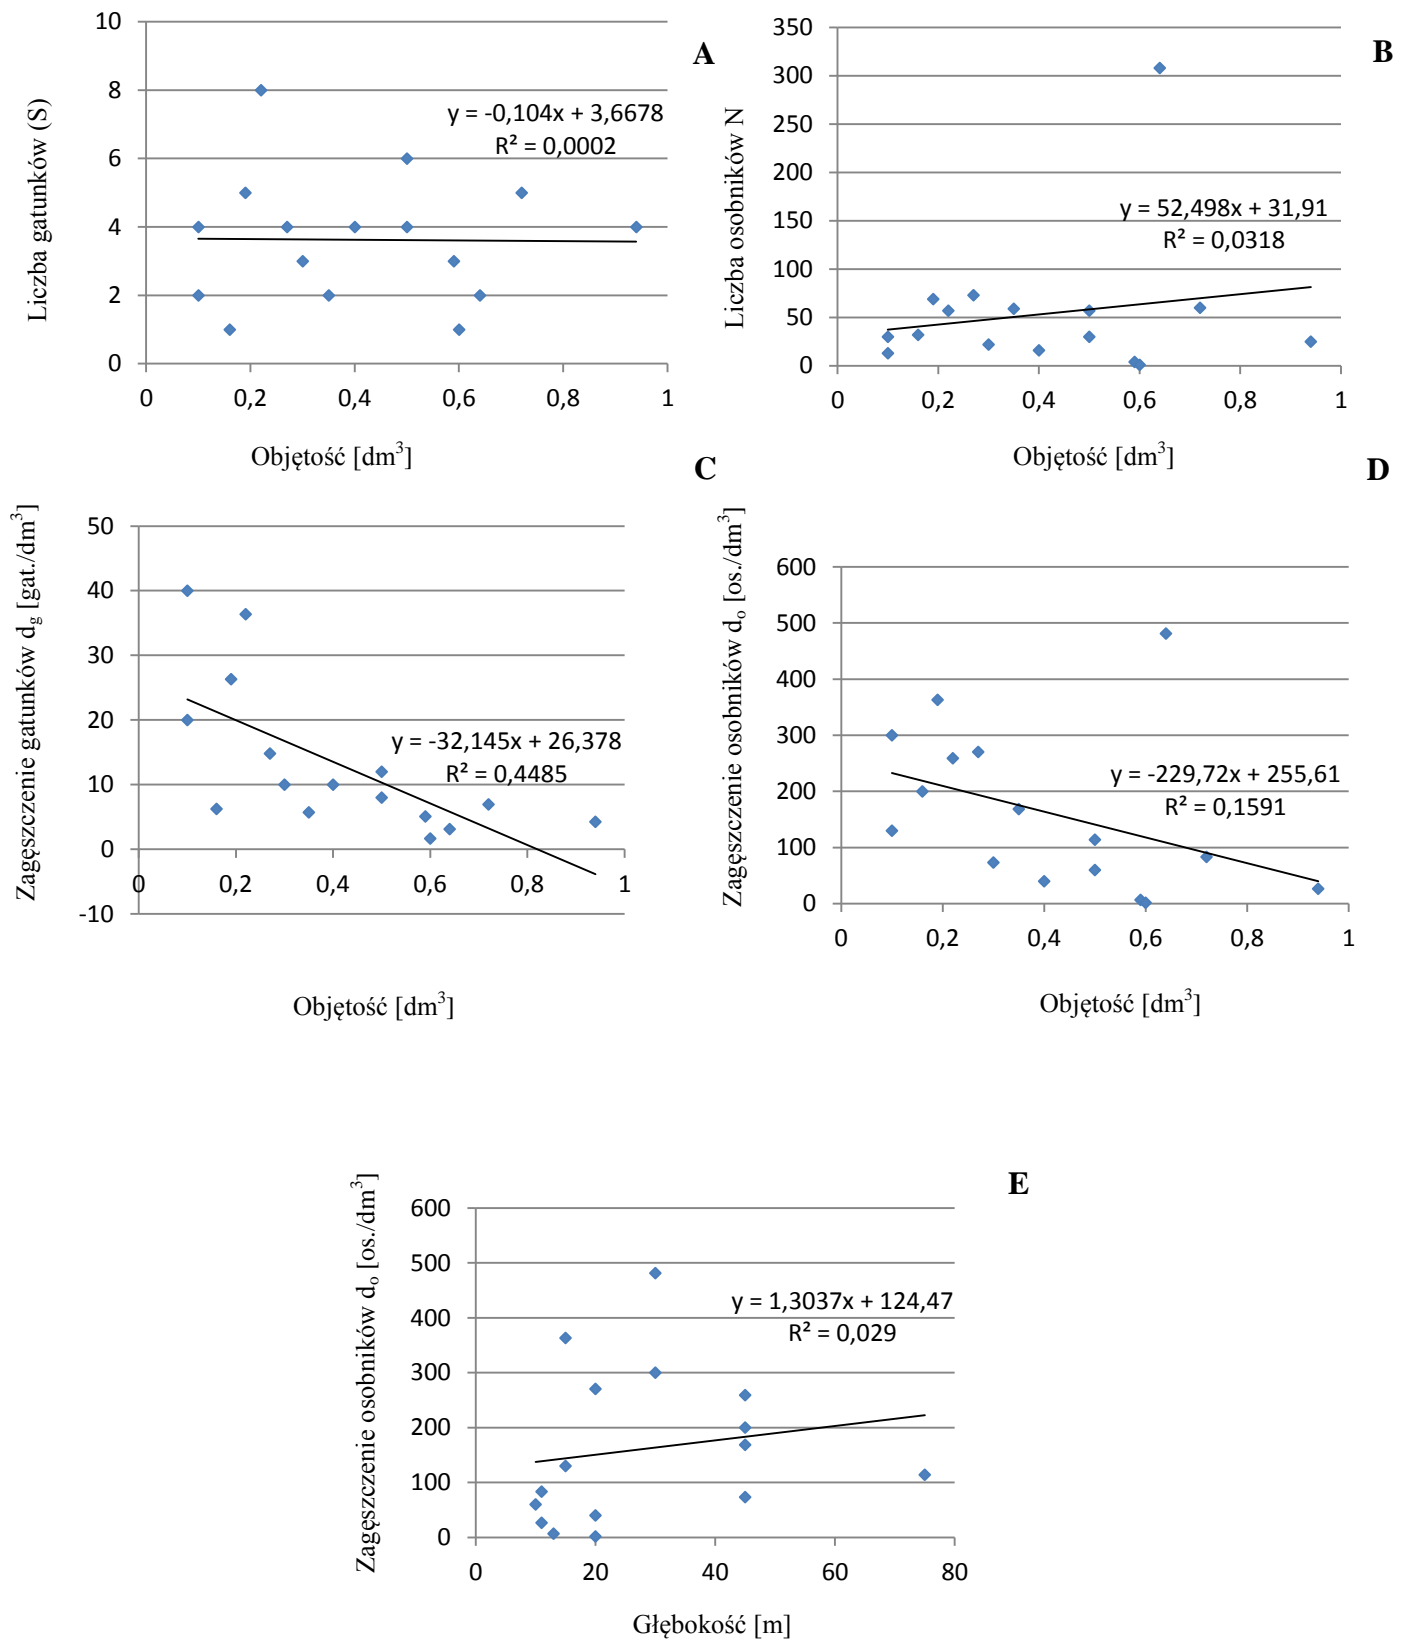 A
Liczba gatunków (S)
10
8
6
4
2
0
y = -0,104x + 3,6678
R² = 0,0002
0 0,2 0,4 0,6 0,8 1
Objętość [dm³]
B
Liczba osobników N
350
300
250
200
150
100
50
0
y = 52,498x + 31,91
R² = 0,0318
0 0,2 0,4 0,6 0,8 1
Objętość [dm³]
C
Zagęszczenie gatunków d_g [gat./dm³]
50
40
30
20
10
0
-10
y = -32,145x + 26,378
R² = 0,4485
0 0,2 0,4 0,6 0,8 1
Objętość [dm³]
D
Zagęszczenie osobników d_o [os./dm³]
600
500
400
300
200
100
0
y = -229,72x + 255,61
R² = 0,1591
0 0,2 0,4 0,6 0,8 1
Objętość [dm³]
E
Zagęszczenie osobników d_o [os./dm³]
600
500
400
300
200
100
0
y = 1,3037x + 124,47
R² = 0,029
0 20 40 60 80
Głębokość [m]